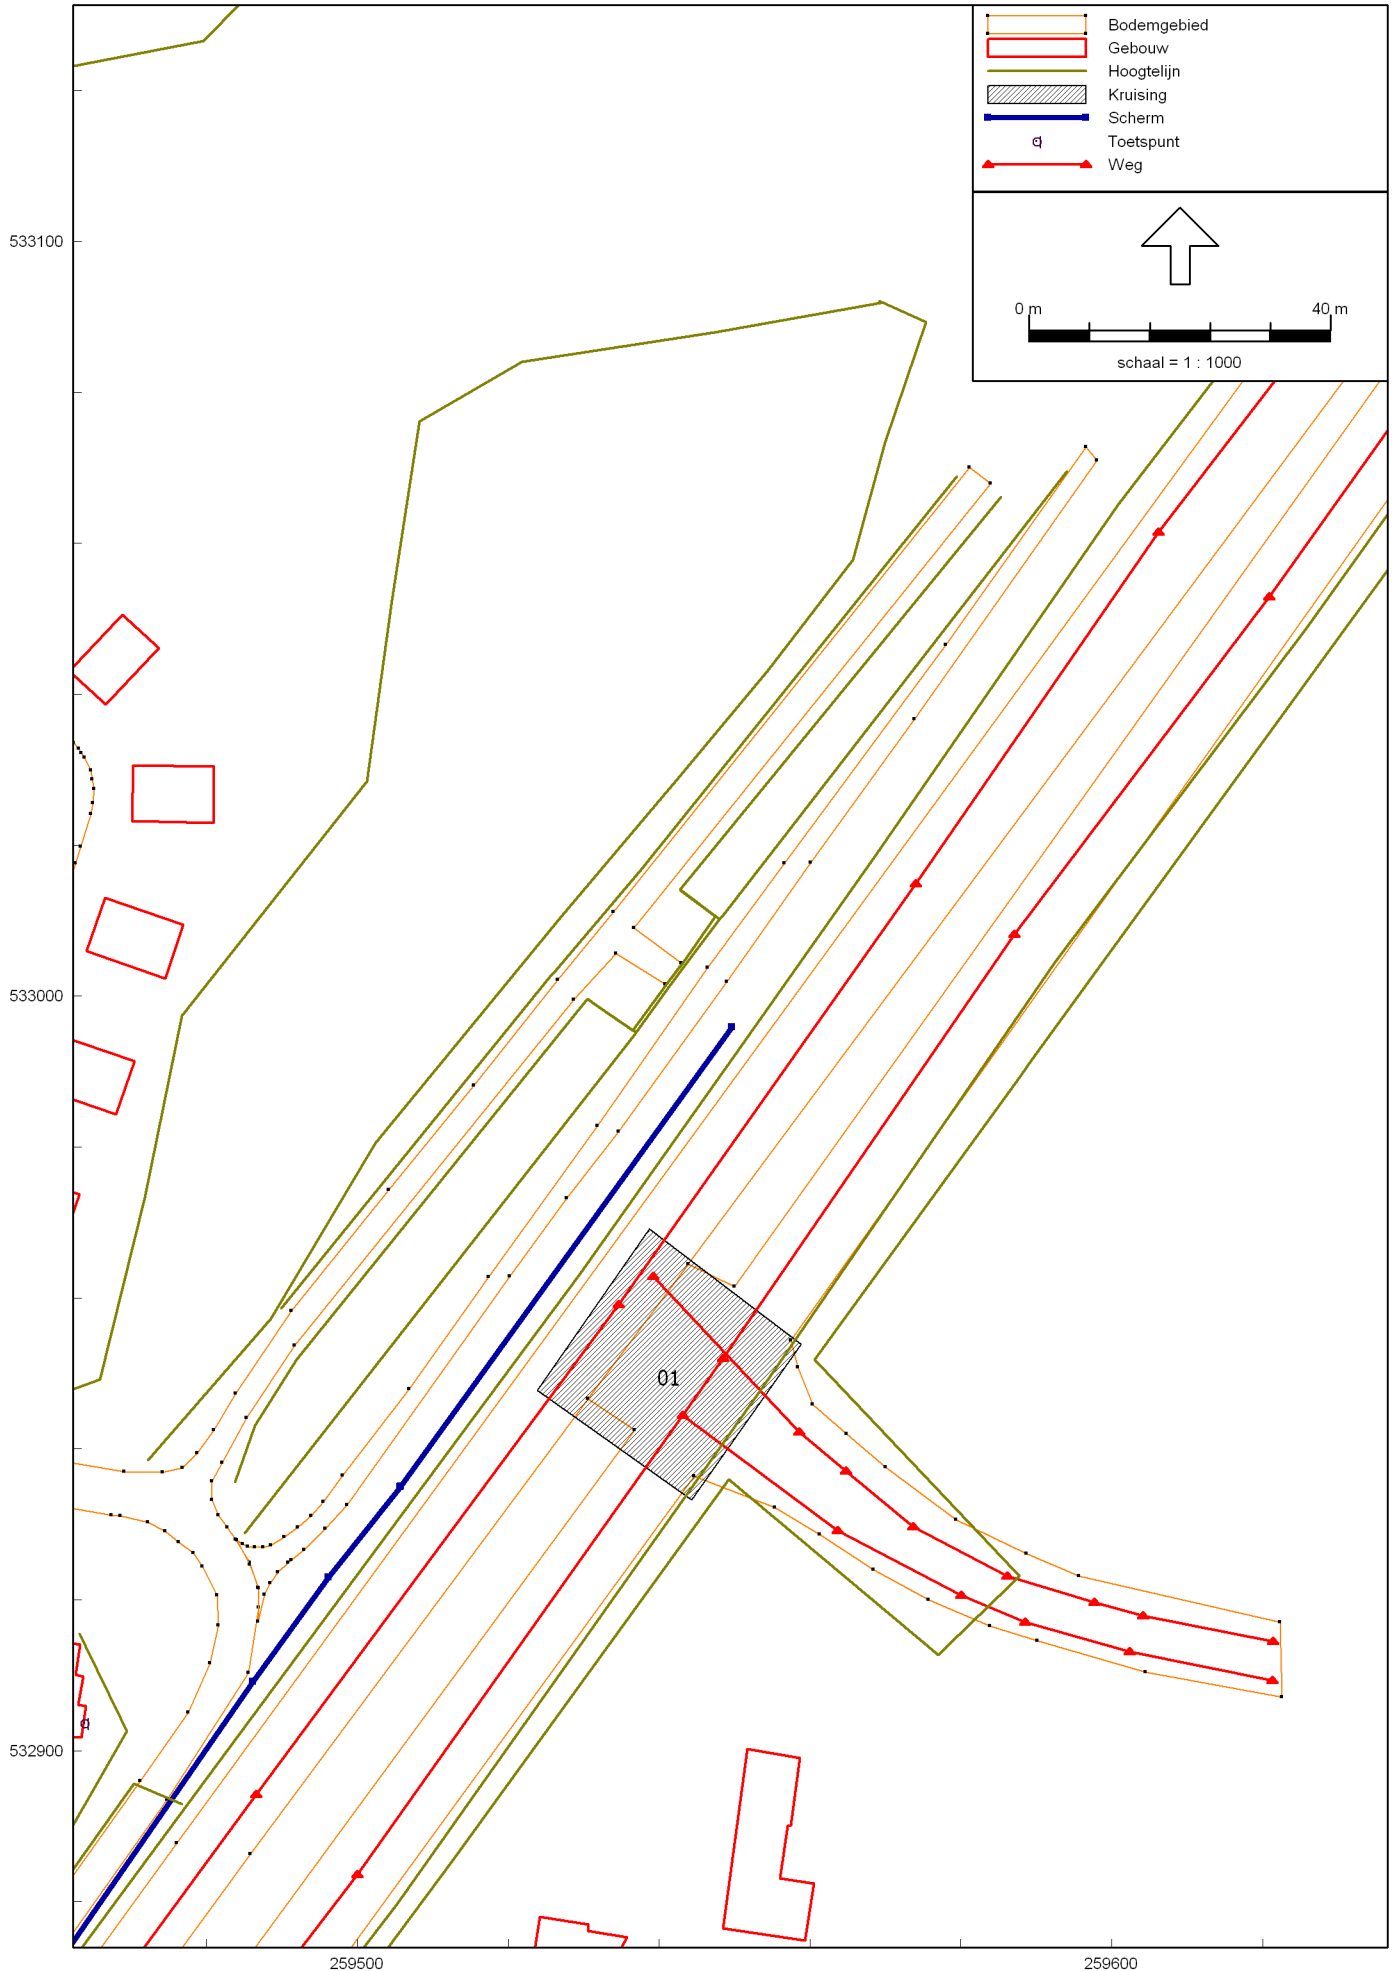 Bodemgebied
Gebouw
Hoogtelijn
Kruising
Scherm
Toetspunt
Weg
533100
0 m 40 m
schaal = 1 : 1000
533000
01
532900
259500 259600